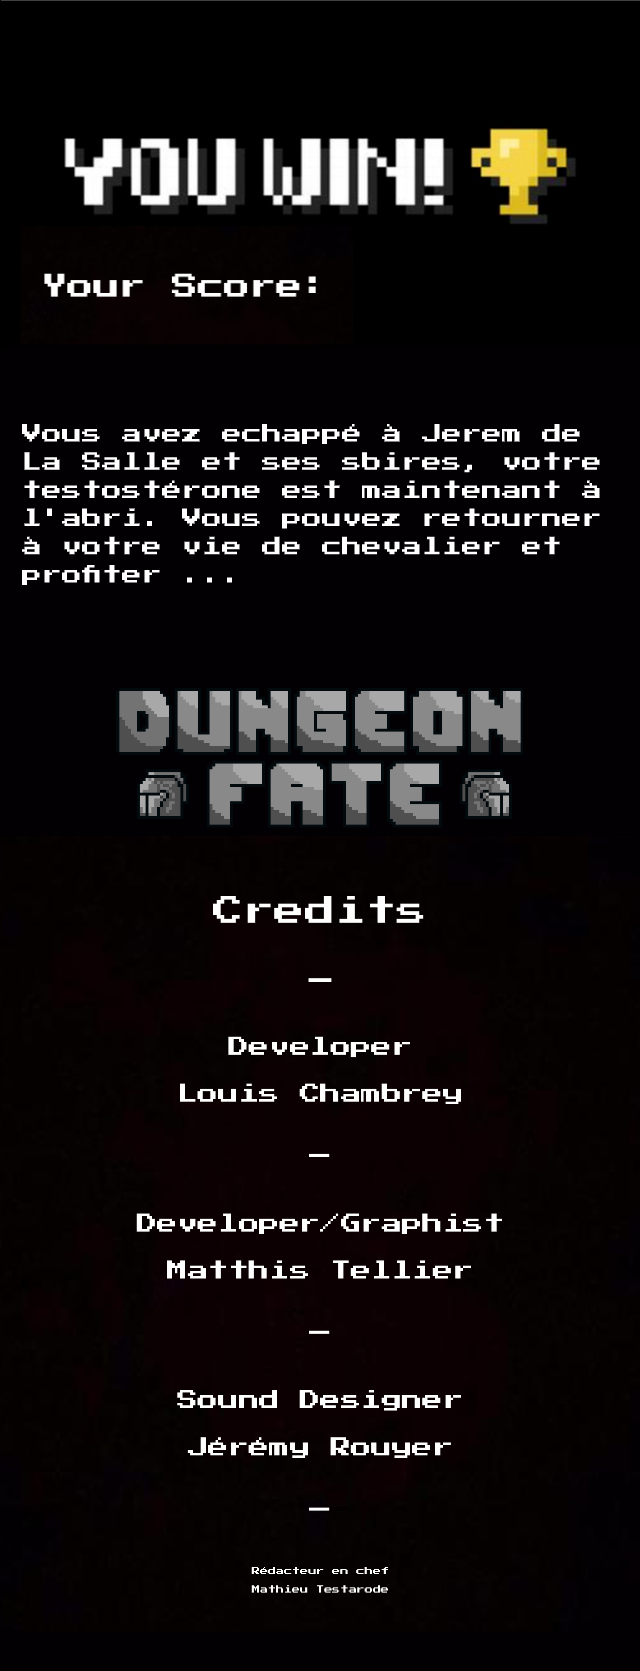 YOU WIN!
Your Score:
Vous avez echappé à Jerem de
La Salle et ses sbires, votre
testostérone est maintenant à
l'abri. Vous pouvez retourner
à votre vie de chevalier et
profiter ...
DUNGEON
FATE
Credits
—
Developer
Louis Chambrey
—
Developer/Graphist
Matthis Tellier
—
Sound Designer
Jérémy Rouyer
—
Rédacteur en chef
Mathieu Testarode